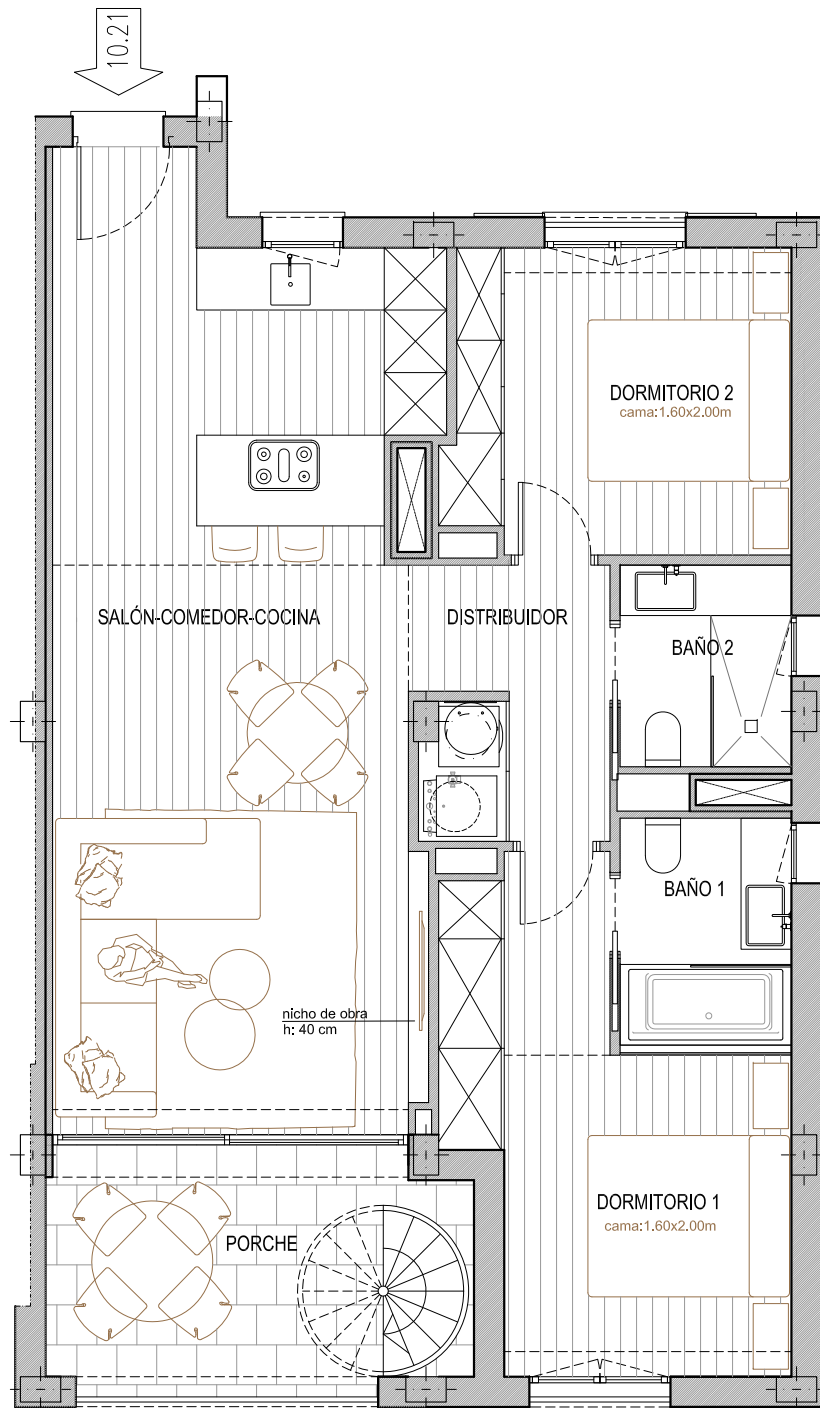 10.21
DORMITORIO 2
cama:1.60x2.00m
SALÓN-COMEDOR-COCINA
DISTRIBUIDOR
BAÑO 2
BAÑO 1
nicho de obra
h: 40 cm
DORMITORIO 1
cama:1.60x2.00m
PORCHE